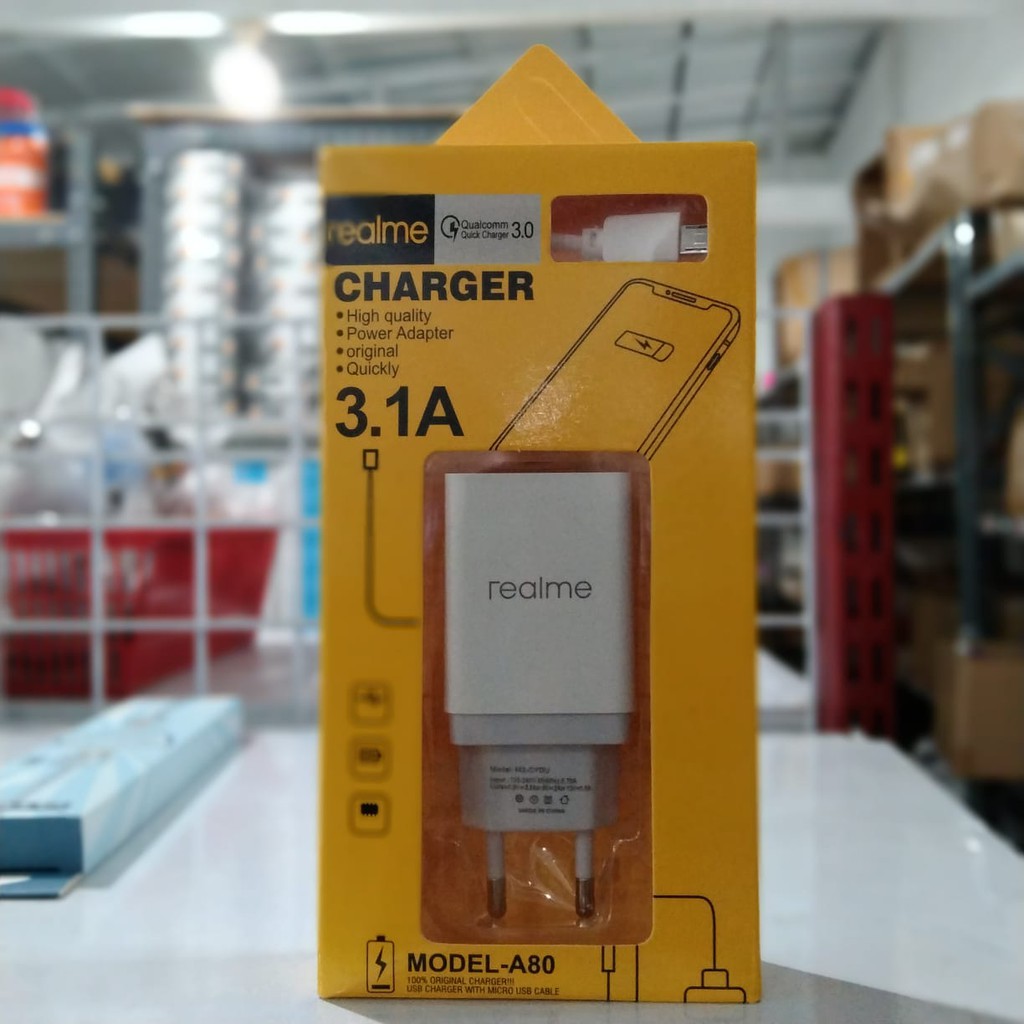 realme
Qualcomm
Quick Charger 3.0
CHARGER
• High quality
• Power Adapter
• original
• Quickly
3.1A
realme
MODEL-A80
100% ORIGINAL CHARGER!!!
USB CHARGER WITH MICRO USB CABLE